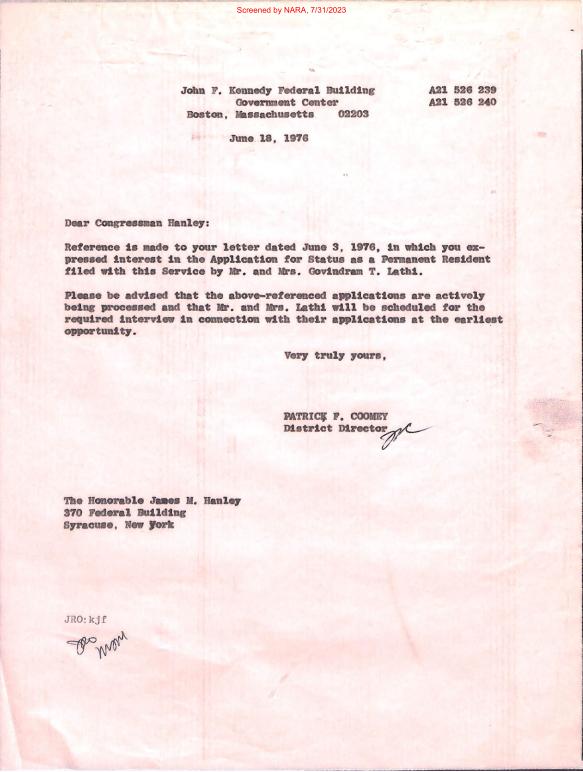 Screened by NARA, 7/31/2023
John F. Kennedy Federal Building A21 526 239
Government Center A21 526 240
Boston, Massachusetts 02203
June 18, 1976
Dear Congressman Hanley:
Reference is made to your letter dated June 3, 1976, in which you ex-
pressed interest in the Application for Status as a Permanent Resident
filed with this Service by Mr. and Mrs. Govindram T. Lathi.
Please be advised that the above-referenced applications are actively
being processed and that Mr. and Mrs. Lathi will be scheduled for the
required interview in connection with their applications at the earliest
opportunity.
Very truly yours,
PATRICK F. COOMEY
District Director
The Honorable James M. Hanley
370 Federal Building
Syracuse, New York
JRO:kjf
JRO